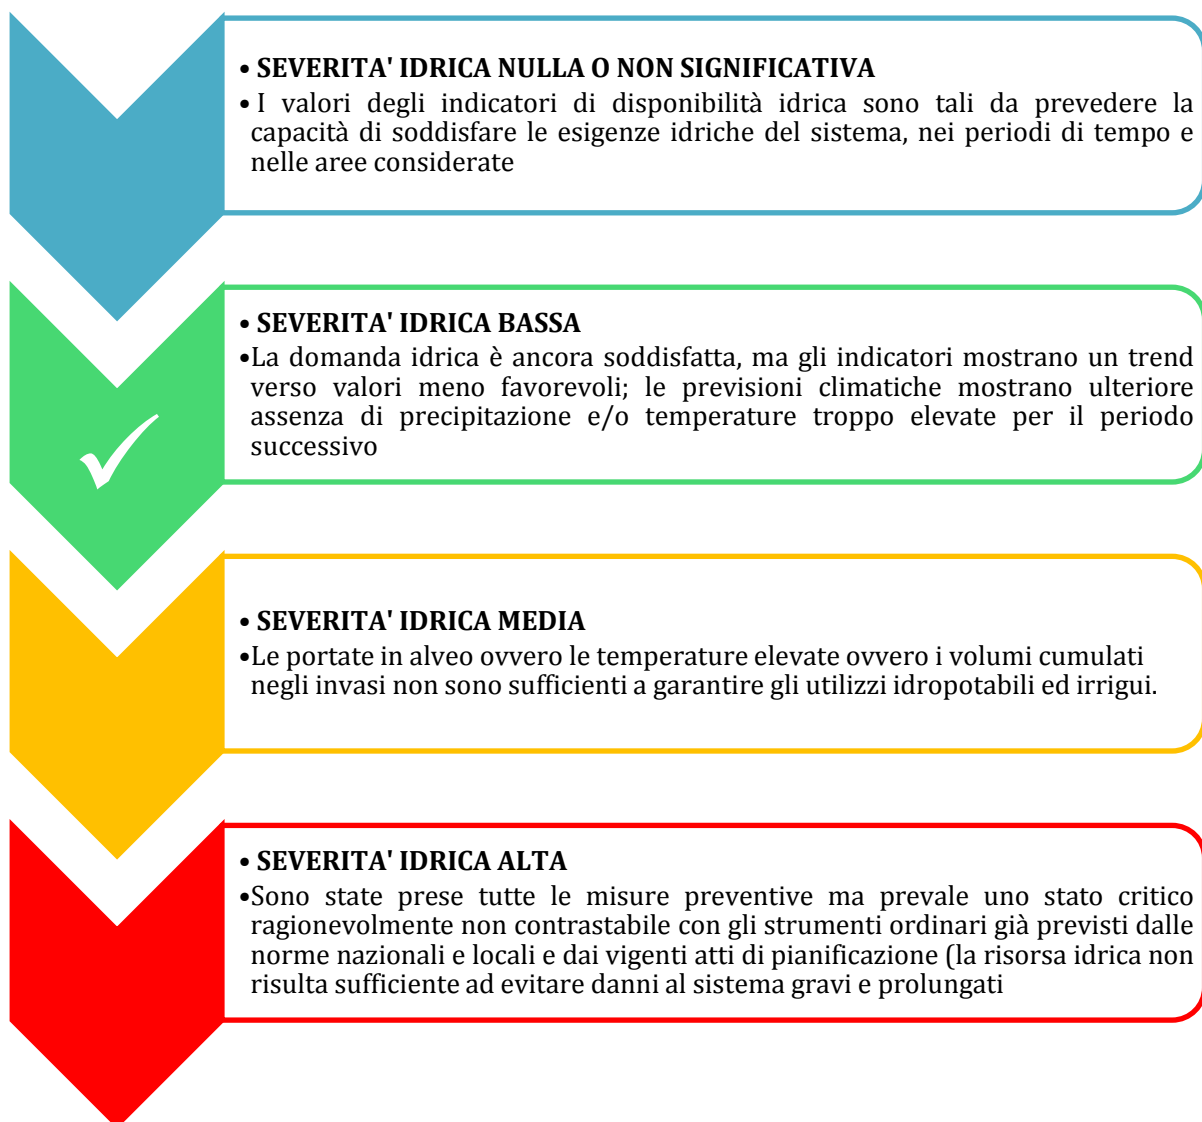 • SEVERITA' IDRICA NULLA O NON SIGNIFICATIVA
• I valori degli indicatori di disponibilità idrica sono tali da prevedere la
capacità di soddisfare le esigenze idriche del sistema, nei periodi di tempo e
nelle aree considerate
• SEVERITA' IDRICA BASSA
•La domanda idrica è ancora soddisfatta, ma gli indicatori mostrano un trend
verso valori meno favorevoli; le previsioni climatiche mostrano ulteriore
assenza di precipitazione e/o temperature troppo elevate per il periodo
successivo
• SEVERITA' IDRICA MEDIA
•Le portate in alveo ovvero le temperature elevate ovvero i volumi cumulati
negli invasi non sono sufficienti a garantire gli utilizzi idropotabili ed irrigui.
• SEVERITA' IDRICA ALTA
•Sono state prese tutte le misure preventive ma prevale uno stato critico
ragionevolmente non contrastabile con gli strumenti ordinari già previsti dalle
norme nazionali e locali e dai vigenti atti di pianificazione (la risorsa idrica non
risulta sufficiente ad evitare danni al sistema gravi e prolungati